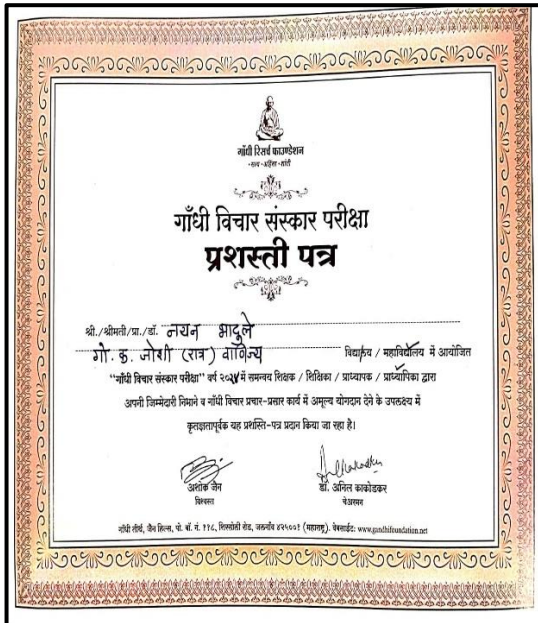 गाँधी रिसर्च फाउण्डेशन
-सत्य-अहिंसा-शांती
गाँधी विचार संस्कार परीक्षा
प्रशस्ती पत्र
श्री./श्रीमती/प्रा./डॉ. नयन भादुले
गो. क. जोशी (रात्र) वाणिज्य विद्यालय / महाविद्यालय में आयोजित
“गाँधी विचार संस्कार परीक्षा” वर्ष २०२४ में समन्वय शिक्षक / शिक्षिका / प्राध्यापक / प्राध्यापिका द्वारा
अपनी जिम्मेदारी निभाने व गाँधी विचार प्रचार-प्रसार कार्य में अमूल्य योगदान देने के उपलक्ष्य में
कृतज्ञतापूर्वक यह प्रशस्ति-पत्र प्रदान किया जा रहा है।
अशोक जैन डॉ. अनिल काकोडकर
विश्वस्त चेअरमन
गाँधी तीर्थ, जैन हिल्स, पो. बॉ. नं. ११८, शिरसोली रोड, जलगाँव ४२५००१ (महाराष्ट्र). वेबसाईट: www.gandhifoundation.net